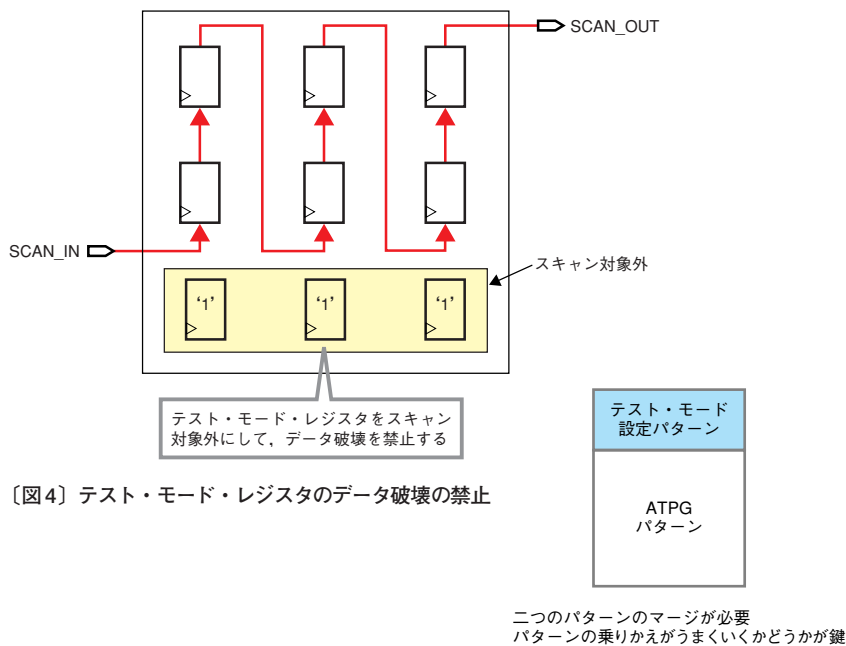 SCAN_OUT
SCAN_IN
スキャン対象外
‘1’
‘1’
‘1’
テスト・モード・レジスタをスキャン
対象外にして，データ破壊を禁止する
〔図4〕テスト・モード・レジスタのデータ破壊の禁止
テスト・モード
設定パターン
ATPG
パターン
二つのパターンのマージが必要
パターンの乗りかえがうまくいくかどうかが鍵